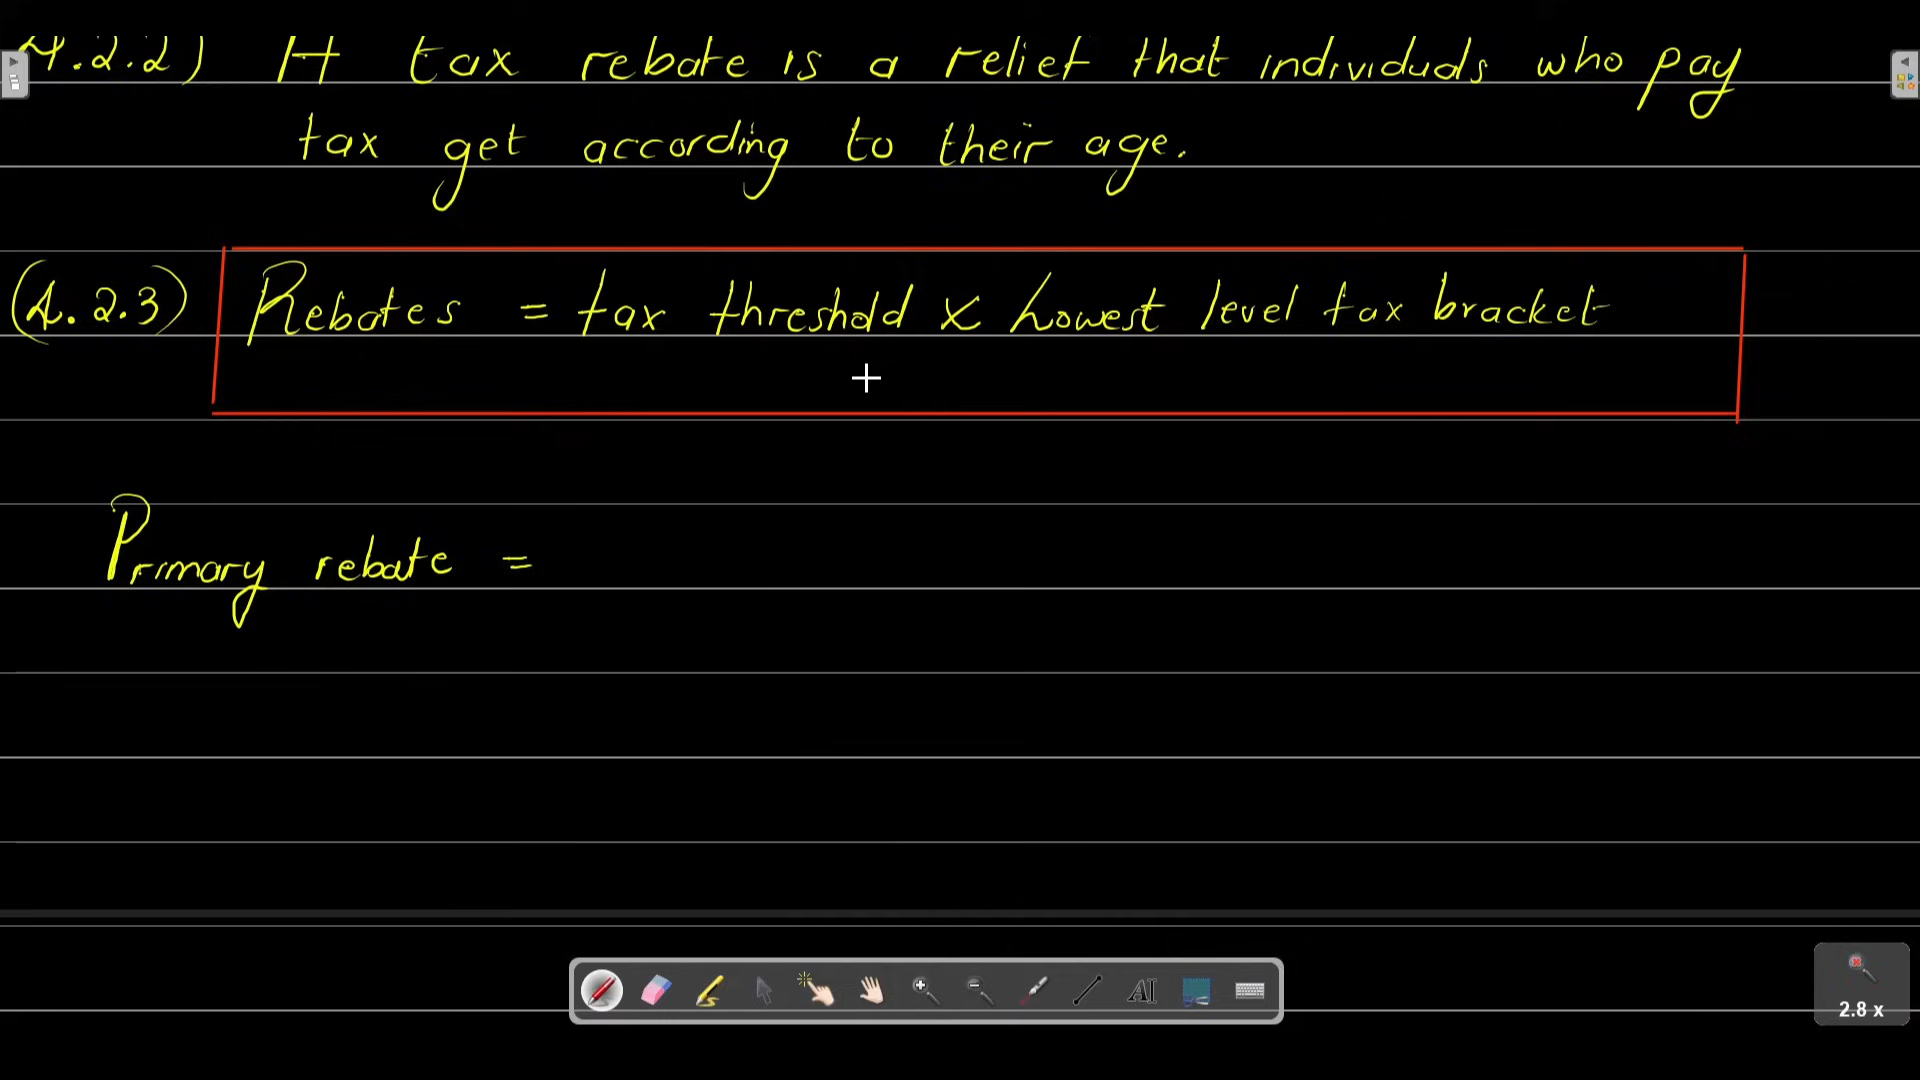 4.2.2) A tax rebate is a relief that individuals who pay
tax get according to their age.
(4.2.3) Rebates = tax threshold × Lowest level tax bracket
Primary rebate =
AI
2.8 x